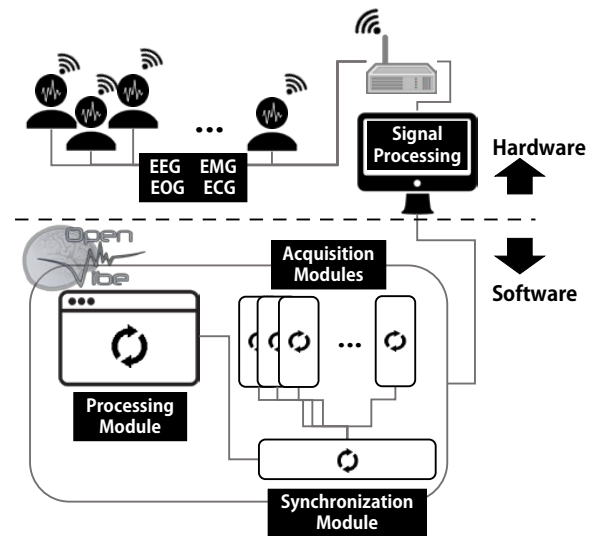 EEG EMG
EOG ECG
Signal
Processing
Hardware
Software
Open
Vibe
Acquisition
Modules
Processing
Module
Synchronization
Module